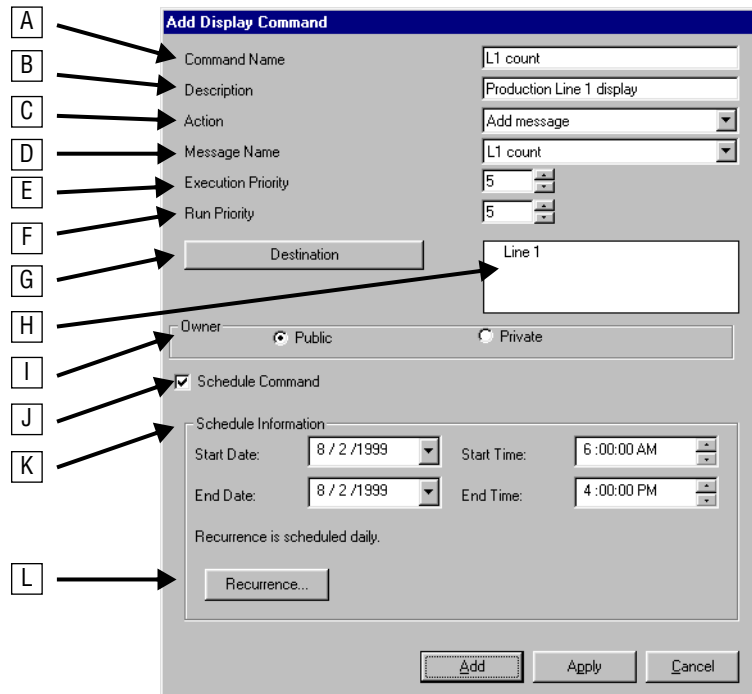 Add Display Command
A
Command Name L1 count
B
Description Production Line 1 display
C
Action Add message
D
Message Name L1 count
E
Execution Priority 5
F
Run Priority 5
G
Destination Line 1
H
I
Owner
Public Private
J
Schedule Command
K
Schedule Information
Start Date: 8 / 2 /1999 Start Time: 6 :00:00 AM
End Date: 8 / 2 /1999 End Time: 4 :00:00 PM
Recurrence is scheduled daily.
L
Recurrence...
Add Apply Cancel